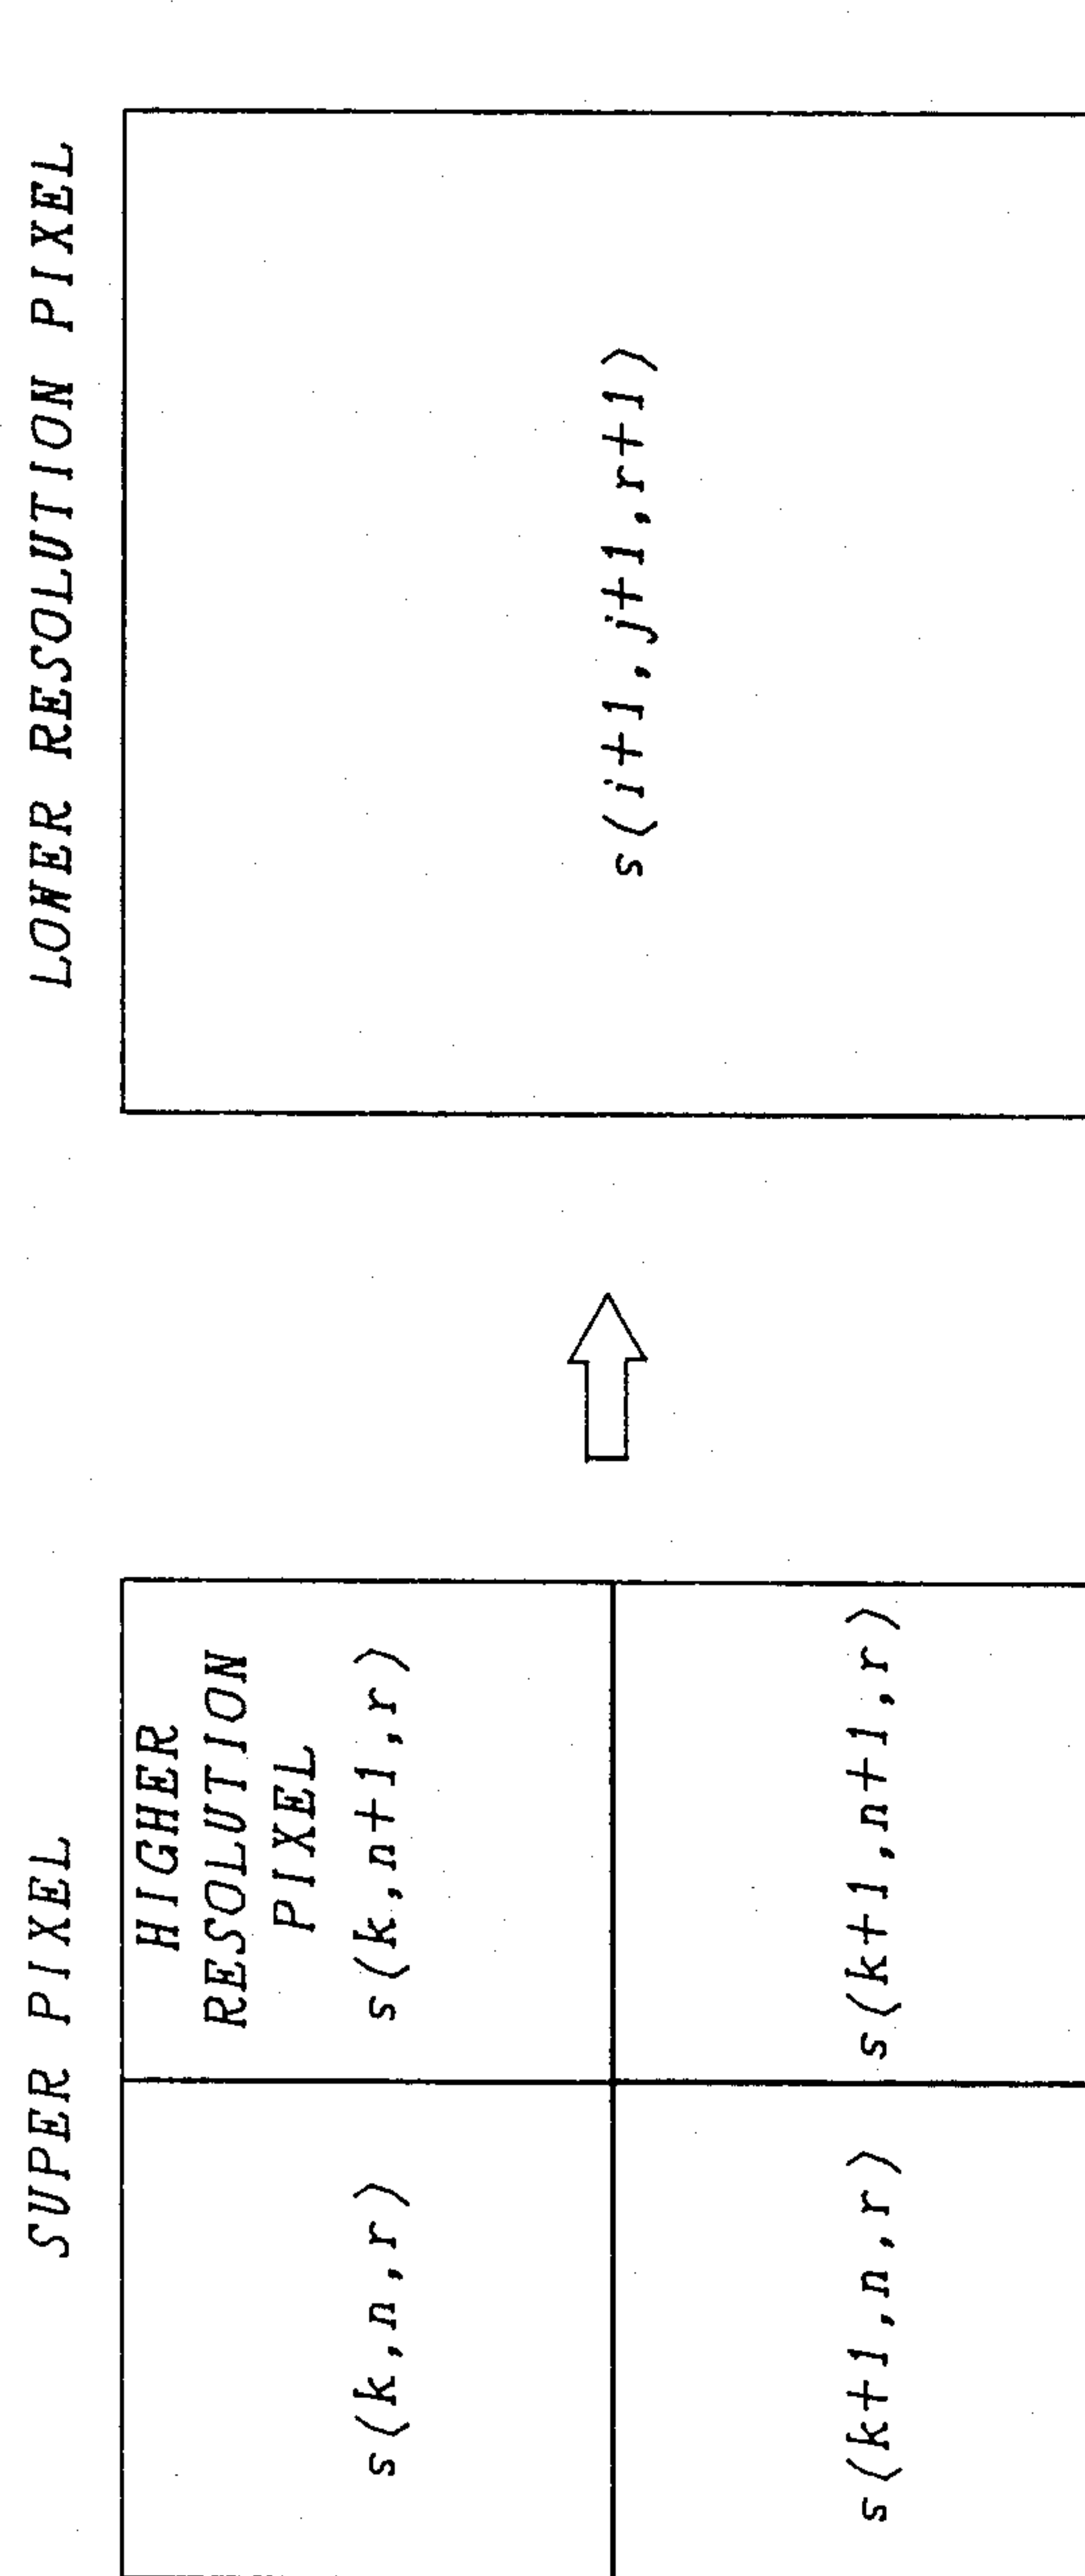 SUPER PIXEL
LOWER RESOLUTION PIXEL
HIGHER
RESOLUTION
PIXEL
s(k,n,r)
s(k,n+1,r)
s(i+1,j+1,r+1)
s(k+1,n,r)
s(k+1,n+1,r)